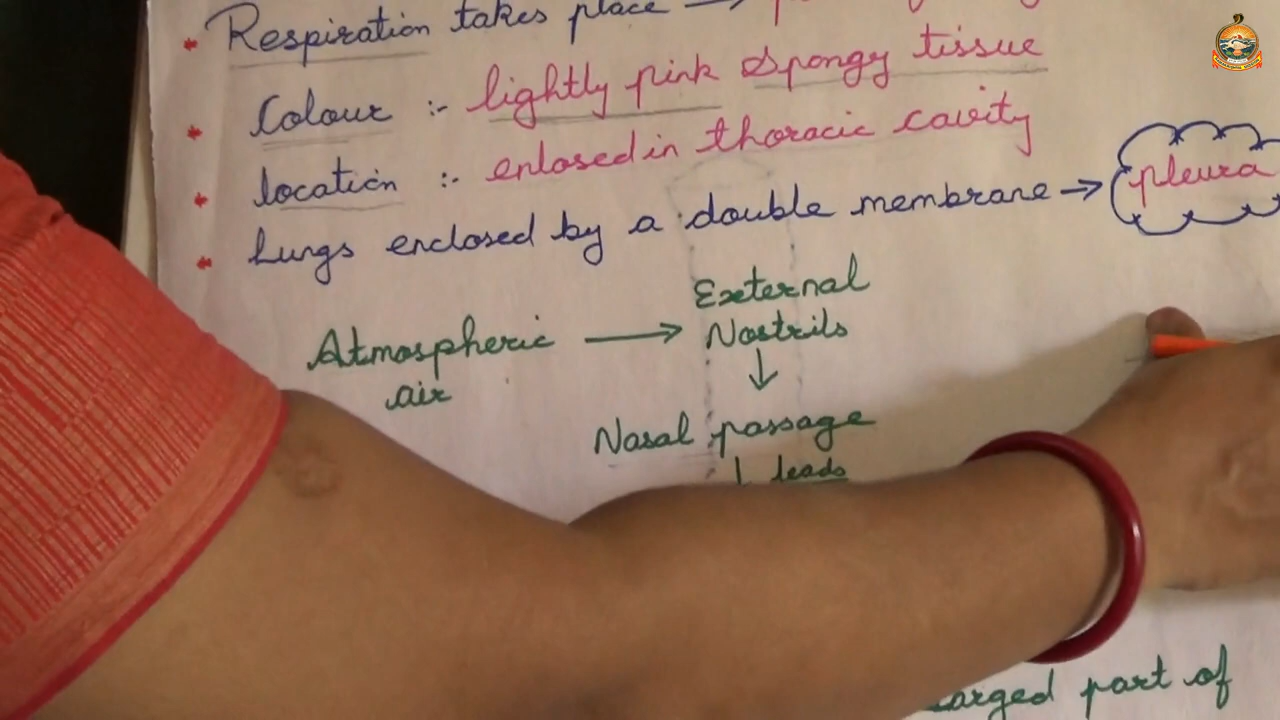 * Respiration takes place →
* Colour :- lightly pink spongy tissue
* location :- enlosed in thoracic cavity
* Lungs enclosed by a double membrane → pleura
Atmospheric air → External Nostrils
↓
Nasal passage
leads
part of